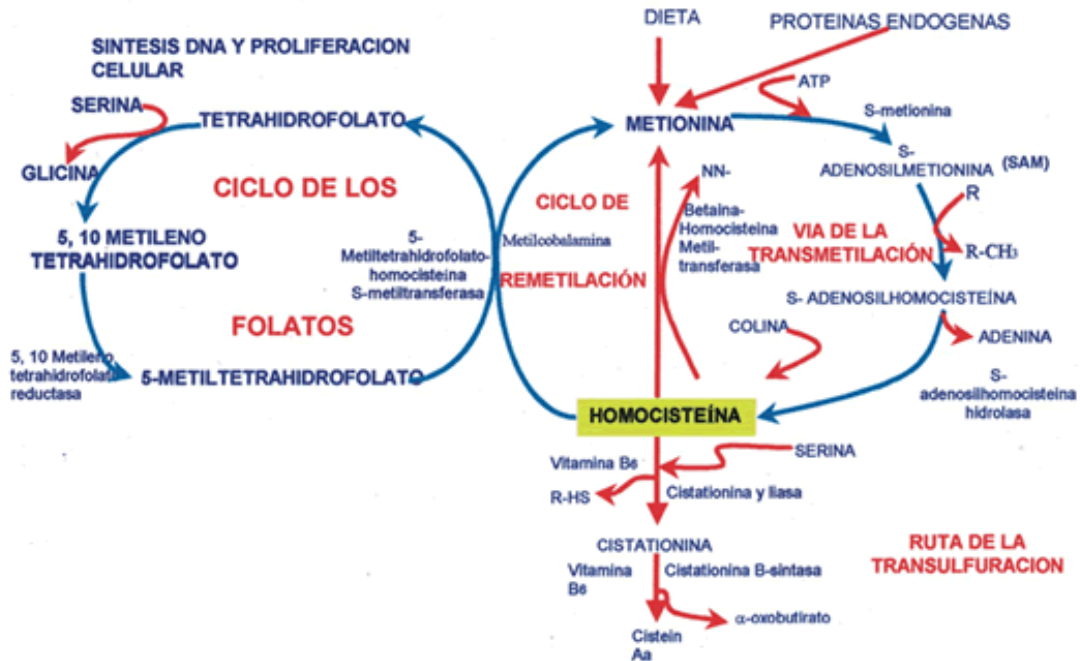 DIETA
PROTEINAS ENDOGENAS
SINTESIS DNA Y PROLIFERACION
CELULAR
SERINA
TETRAHIDROFOLATO
GLICINA
CICLO DE LOS
5, 10 METILENO
TETRAHIDROFOLATO
FOLATOS
5, 10 Metileno
tetrahidrofolato
reductasa
5-METILTETRAHIDROFOLATO
5-
Metiltetrahidrofolato-
homocisteína
S-metiltransferasa
Metilcobalamina
CICLO DE
REMETILACIÓN
METIONINA
ATP
S-metionina
S-
ADENOSILMETIONINA
(SAM)
R
R-CH3
NN-
Betaina-
Homocisteina
Metil-
transferasa
VIA DE LA
TRANSMETILACIÓN
S- ADENOSILHOMOCISTEÍNA
COLINA
ADENINA
S-
adenosilhomocisteina
hidrolasa
HOMOCISTEÍNA
Vitamina B6
SERINA
R-HS
Cistationina y liasa
CISTATIONINA
RUTA DE LA
TRANSULFURACION
Vitamina
B6
Cistationina B-sintasa
α-oxobutirato
Cistein
Aa